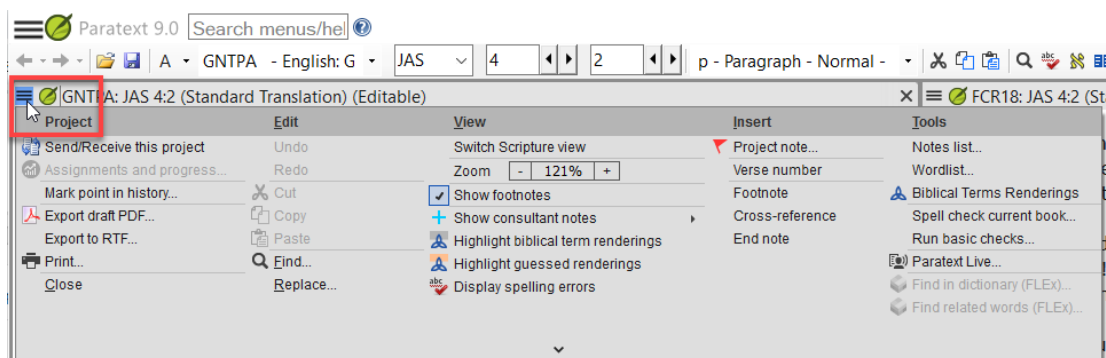 Paratext 9.0 Search menus/hel
A GNTPA - English: G JAS 4 2 p - Paragraph - Normal - abc
GNTPA: JAS 4:2 (Standard Translation) (Editable) FCR18: JAS 4:2 (St
Project Edit View Insert Tools
Send/Receive this project Undo Switch Scripture view Project note... Notes list...
Assignments and progress... Redo Zoom - 121% + Verse number Wordlist...
Mark point in history... Cut Show footnotes Footnote Biblical Terms Renderings
Export draft PDF... Copy Show consultant notes Cross-reference Spell check current book...
Export to RTF... Paste Highlight biblical term renderings End note Run basic checks...
Print... Find... Highlight guessed renderings Paratext Live...
Close Replace... abc Display spelling errors Find in dictionary (FLEx)...
Find related words (FLEx)...